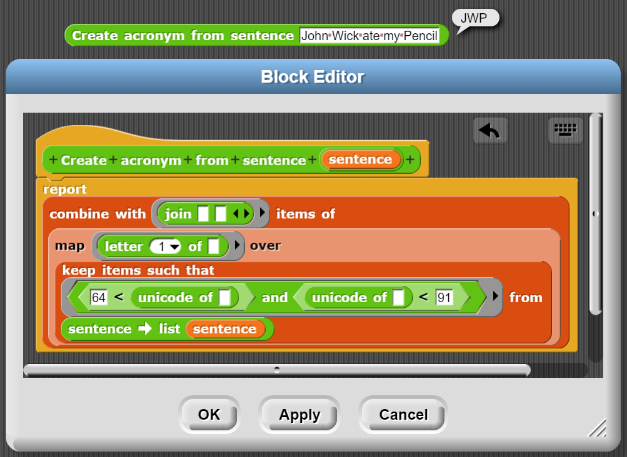 JWP
Create acronym from sentence John Wick ate my Pencil
Block Editor
+ Create + acronym + from + sentence + sentence +
report
combine with join items of
map letter 1 of over
keep items such that
64 < unicode of and unicode of < 91 from
sentence → list sentence
OK Apply Cancel